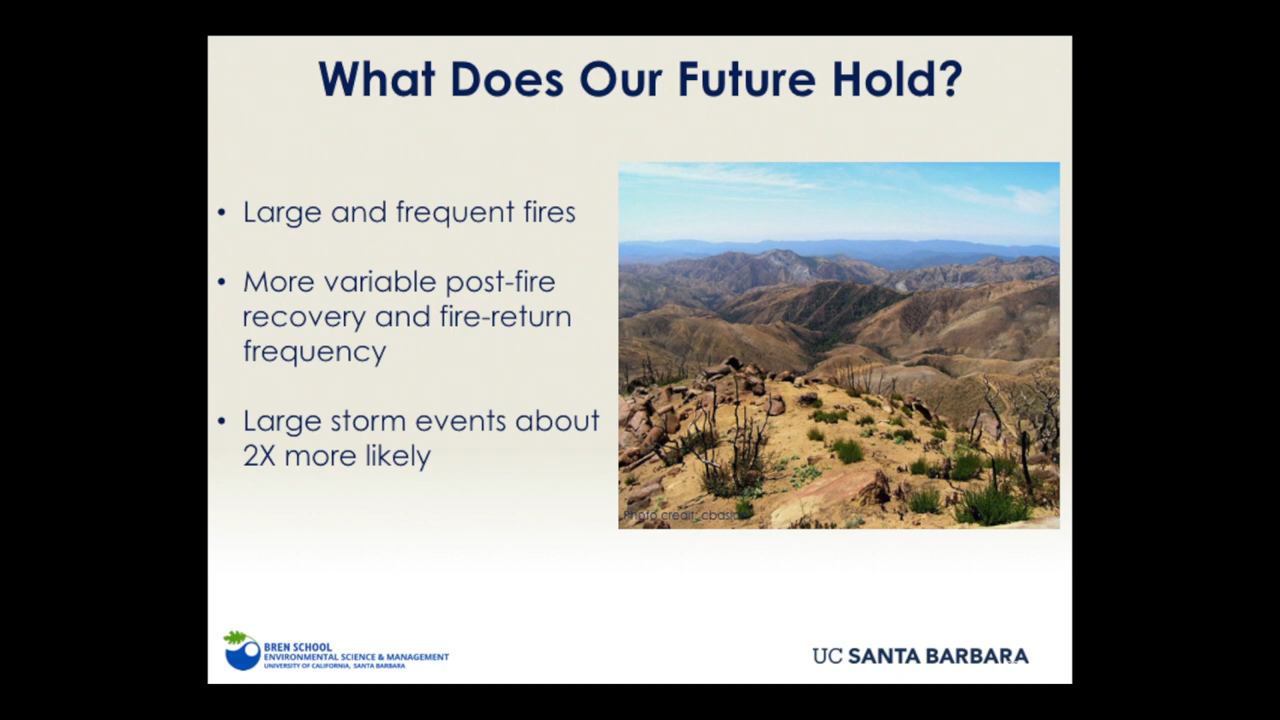 What Does Our Future Hold?
• Large and frequent fires
• More variable post-fire
recovery and fire-return
frequency
• Large storm events about
2X more likely
Photo credit:
BREN SCHOOL
ENVIRONMENTAL SCIENCE & MANAGEMENT
UNIVERSITY OF CALIFORNIA, SANTA BARBARA
UC SANTA BARBARA